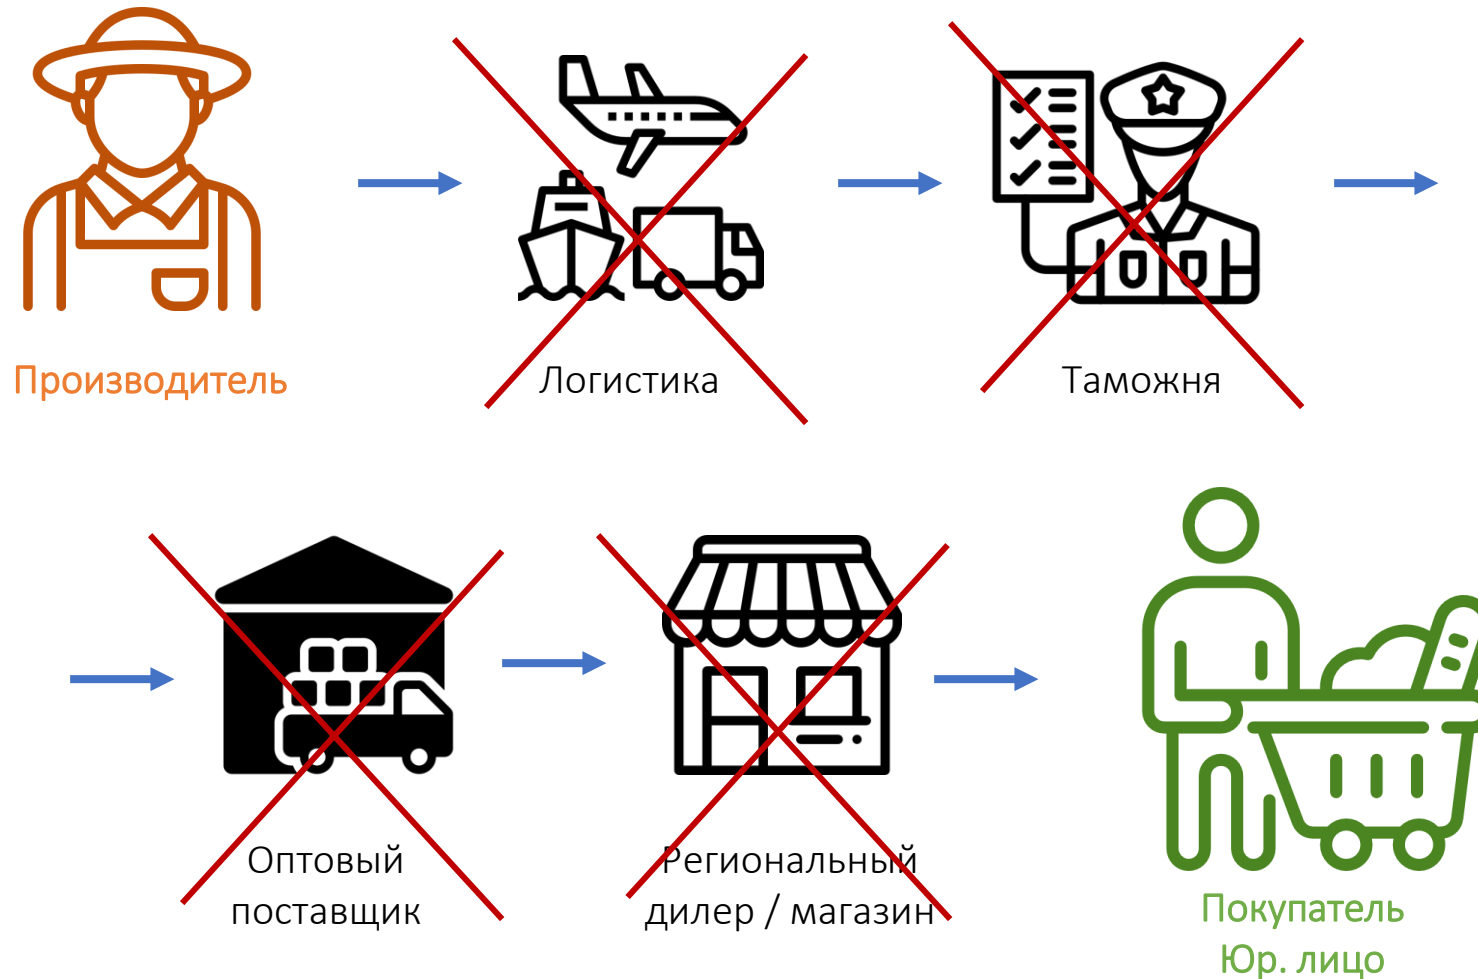 Производитель
Логистика
Таможня
Оптовый
поставщик
Региональный
дилер / магазин
Покупатель
Юр. лицо